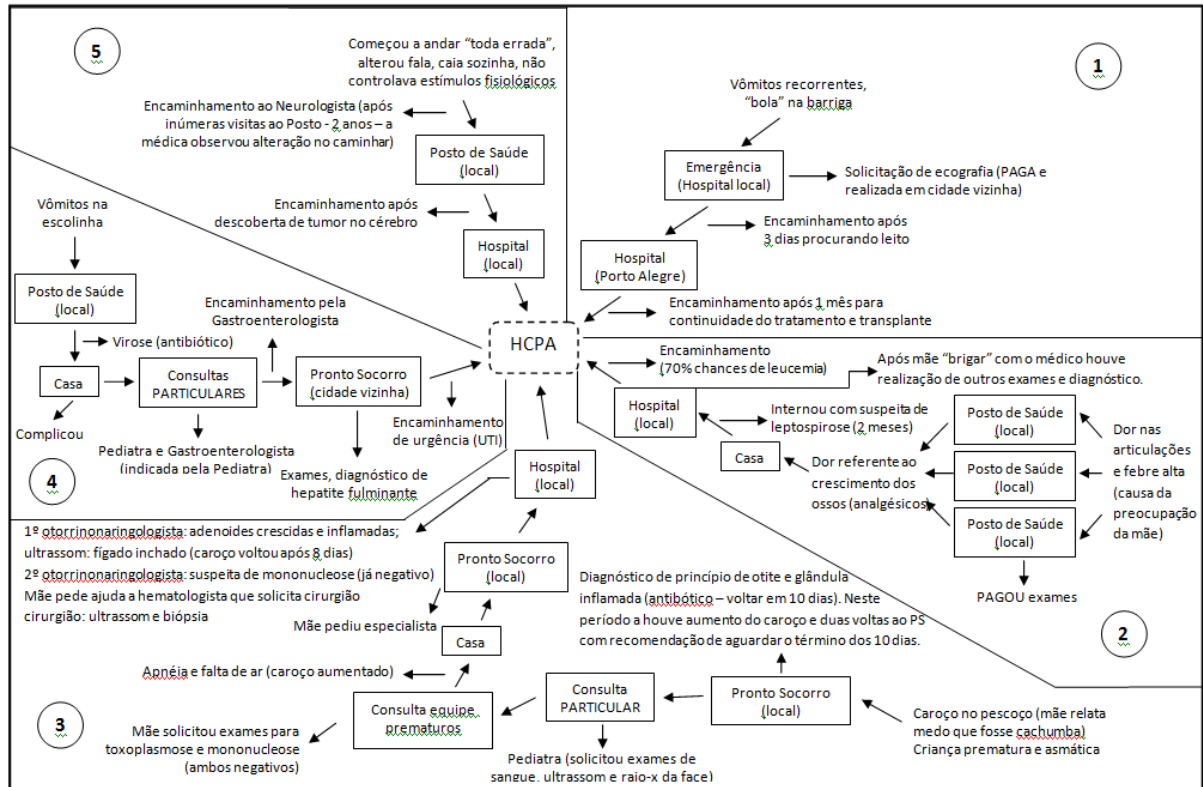 5
Começou a andar “toda errada”,
alterou fala, caia sozinha, não
controlava estímulos fisiológicos
Encaminhamento ao Neurologista (após
inúmeras visitas ao Posto - 2 anos – a
médica observou alteração no caminhar)
Posto de Saúde
(local)
Encaminhamento após
descoberta de tumor no cérebro
Hospital
(local)
1
Vômitos recorrentes,
“bola” na barriga
Emergência
(Hospital local)
Solicitação de ecografia (PAGA e
realizada em cidade vizinha)
Encaminhamento após
3 dias procurando leito
Hospital
(Porto Alegre)
Encaminhamento após 1 mês para
continuidade do tratamento e transplante
HCPA
Vômitos na
escolinha
Posto de Saúde
(local)
Virose (antibiótico)
Casa
Complicou
Consultas
PARTICULARES
Pediatra e Gastroenterologista
(indicada pela Pediatra)
Encaminhamento pela
Gastroenterologista
Pronto Socorro
(cidade vizinha)
Exames, diagnóstico de
hepatite fulminante
Encaminhamento
de urgência (UTI)
4
Encaminhamento
(70% chances de leucemia)
Após mãe “brigar” com o médico houve
realização de outros exames e diagnóstico.
Hospital
(local)
Internou com suspeita de
leptospirose (2 meses)
Casa
Dor referente ao
crescimento dos
ossos (analgésicos)
Posto de Saúde
(local)
Posto de Saúde
(local)
Posto de Saúde
(local)
Dor nas
articulações
e febre alta
(causa da
preocupação
da mãe)
PAGOU exames
2
Hospital
(local)
1º otorrinonaringologista: adenoides crescidas e inflamadas;
ultrassom: fígado inchado (caroço voltou após 8 dias)
2º otorrinonaringologista: suspeita de mononucleose (já negativo)
Mãe pede ajuda a hematologista que solicita cirurgião
cirurgião: ultrassom e biópsia
Pronto Socorro
(local)
Mãe pediu especialista
Casa
Apnéia e falta de ar (caroço aumentado)
Consulta equipe
prematuros
Mãe solicitou exames para
toxoplasmose e mononuclease
(ambos negativos)
Consulta
PARTICULAR
Pediatra (solicitou exames de
sangue, ultrassom e raio-x da face)
Diagnóstico de princípio de otite e glândula
inflamada (antibótico – voltar em 10 dias). Neste
período a houve aumento do caroço e duas voltas ao PS
com recomendação de aguardar o término dos 10 dias.
Pronto Socorro
(local)
Caroço no pescoço (mãe relata
medo que fosse cachumba)
Criança prematura e asmática
3